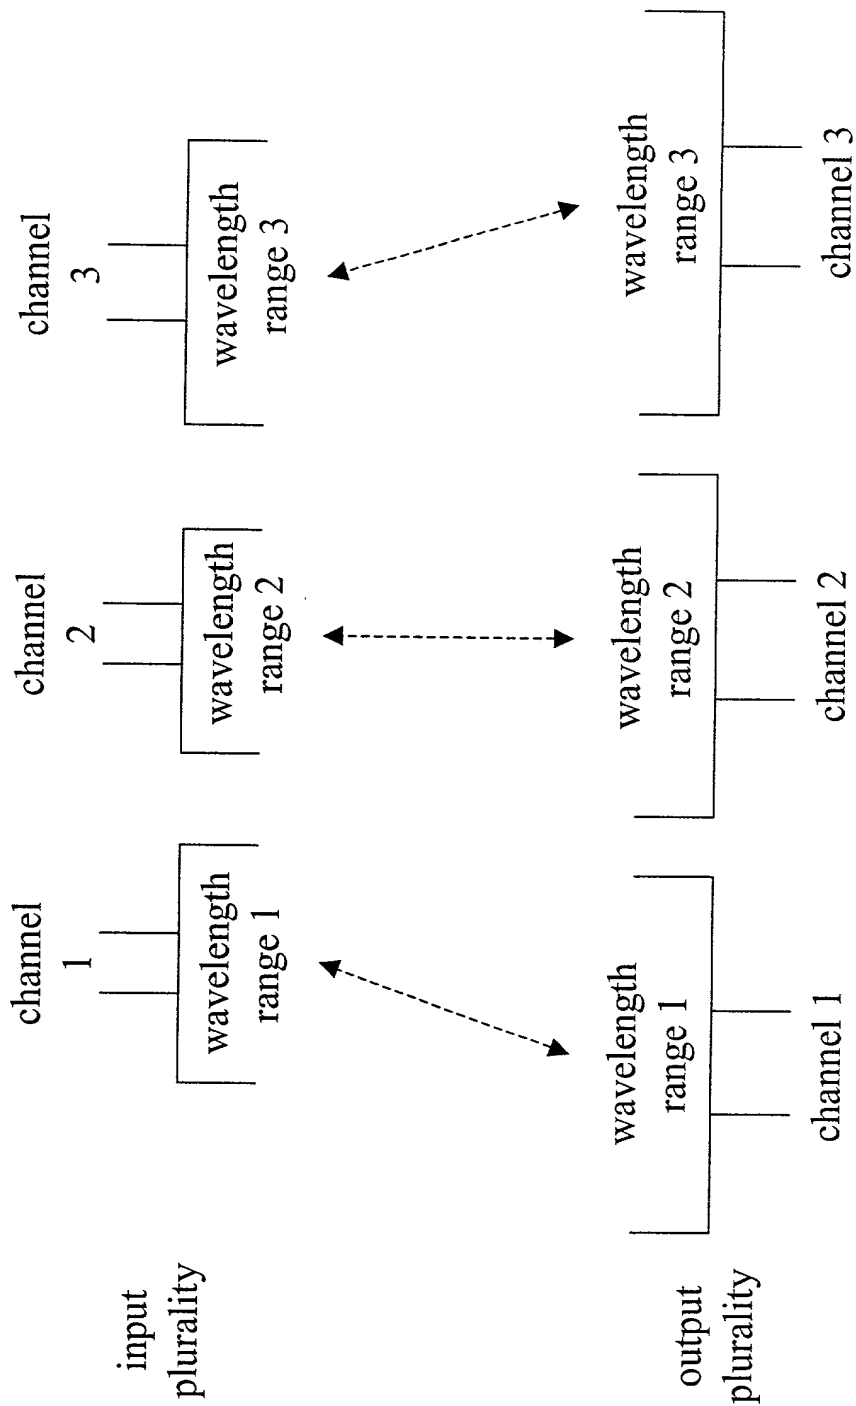 input
plurality
channel
1
channel
2
channel
3
wavelength
range 1
wavelength
range 2
wavelength
range 3
output
plurality
wavelength
range 1
wavelength
range 2
wavelength
range 3
channel 1
channel 2
channel 3